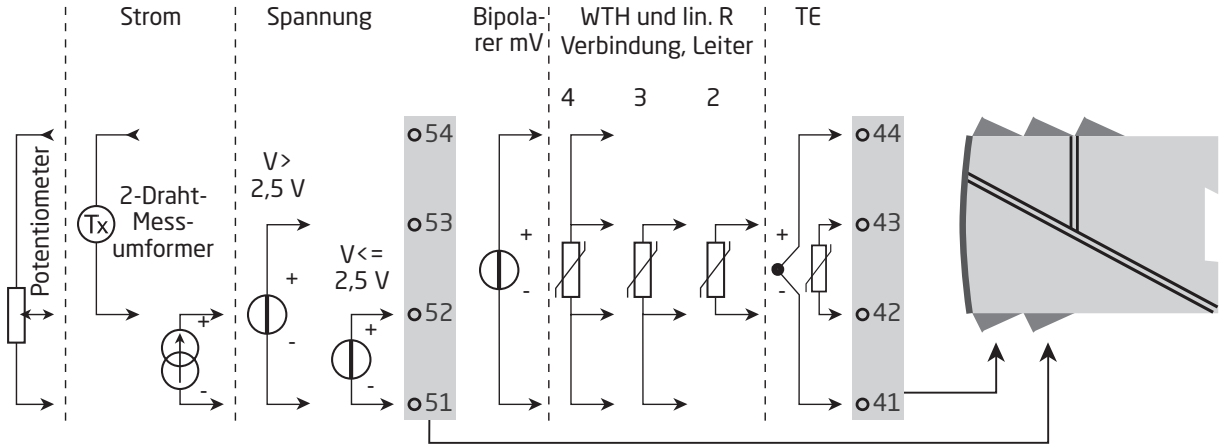 Strom
Spannung
Bipola-
rer mV
WTH und lin. R
Verbindung, Leiter
TE
4
3
2
Potentiometer
Tx
2-Draht-
Mess-
umformer
+
-
V>
2,5 V
+
-
V<=
2,5 V
+
-
54
53
52
51
+
-
+
-
44
43
42
41